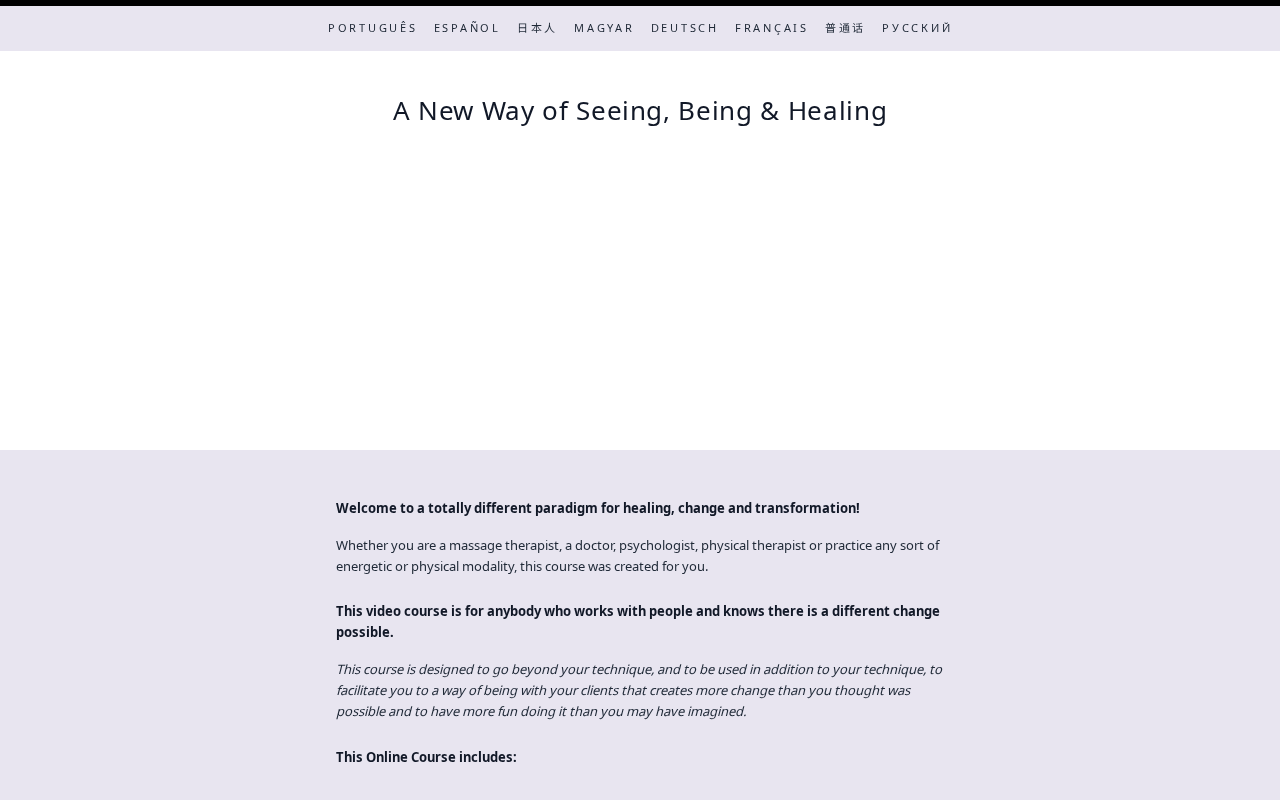 PORTUGUÊS ESPAÑOL 日本人 MAGYAR DEUTSCH FRANÇAIS 普通话 РУССКИЙ
A New Way of Seeing, Being & Healing
Welcome to a totally different paradigm for healing, change and transformation!
Whether you are a massage therapist, a doctor, psychologist, physical therapist or practice any sort of
energetic or physical modality, this course was created for you.
This video course is for anybody who works with people and knows there is a different change
possible.
This course is designed to go beyond your technique, and to be used in addition to your technique, to
facilitate you to a way of being with your clients that creates more change than you thought was
possible and to have more fun doing it than you may have imagined.
This Online Course includes: